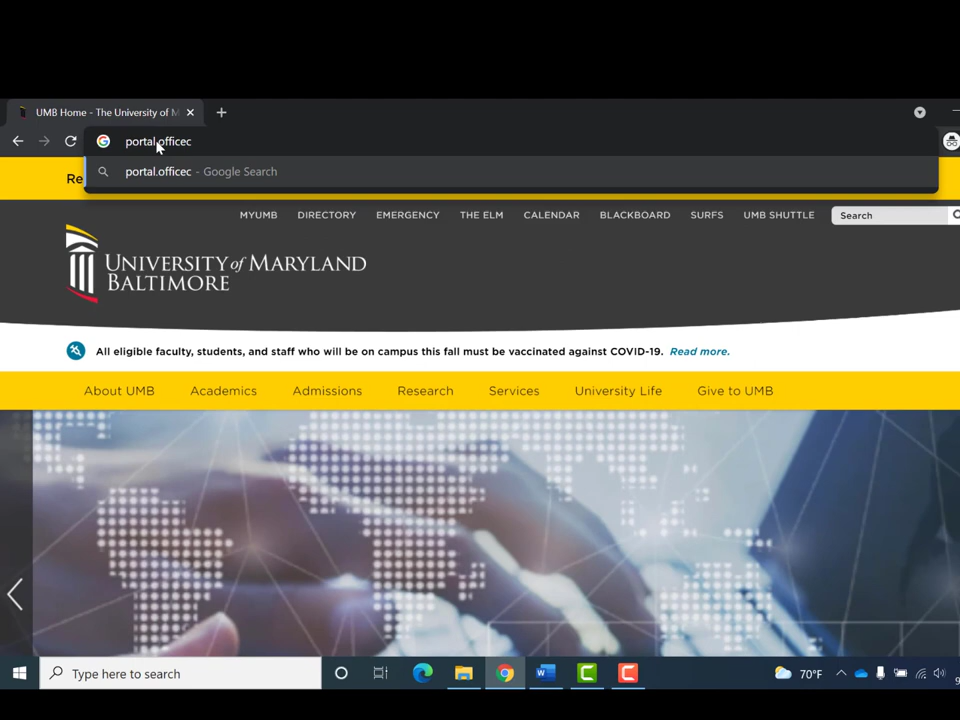 UMB Home - The University of M
portal.officec
portal.officec - Google Search
Re
MYUMB DIRECTORY EMERGENCY THE ELM CALENDAR BLACKBOARD SURFS UMB SHUTTLE Search
UNIVERSITY of MARYLAND
BALTIMORE
All eligible faculty, students, and staff who will be on campus this fall must be vaccinated against COVID-19. Read more.
About UMB Academics Admissions Research Services University Life Give to UMB
Type here to search 70°F 9